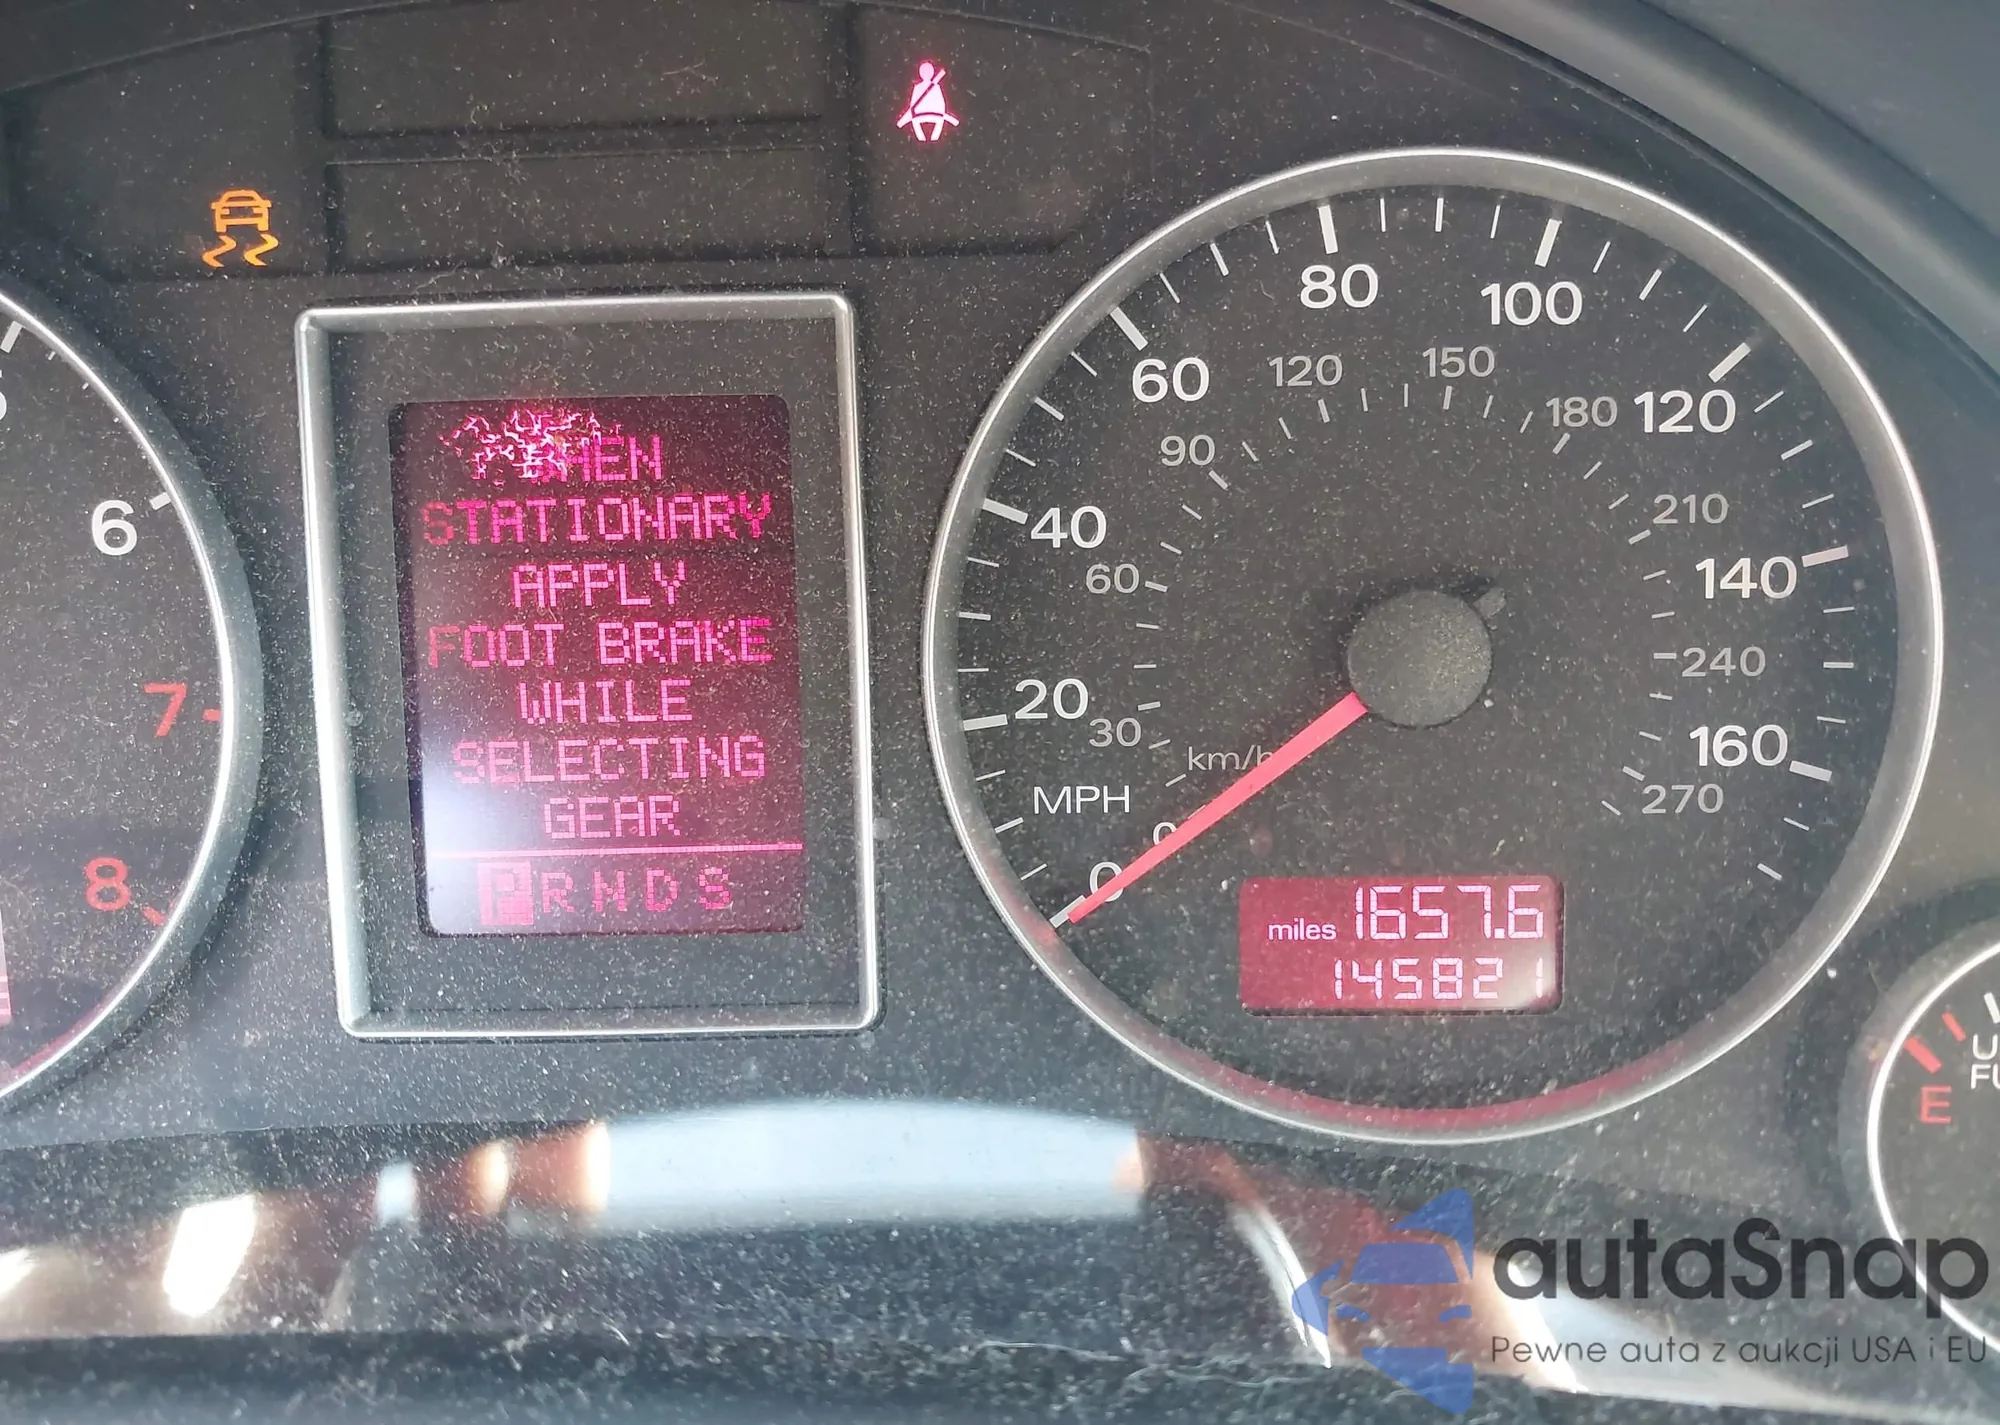 WHEN
STATIONARY
APPLY
FOOT BRAKE
WHILE
SELECTING
GEAR
P R N D S
6
7
8
0
20
40
60
80
100
120
140
160
MPH
0
30
60
90
120
150
180
210
240
270
km/h
miles 1657.6
145821
E
autaSnap
Pewne auta z aukcji USA i EU